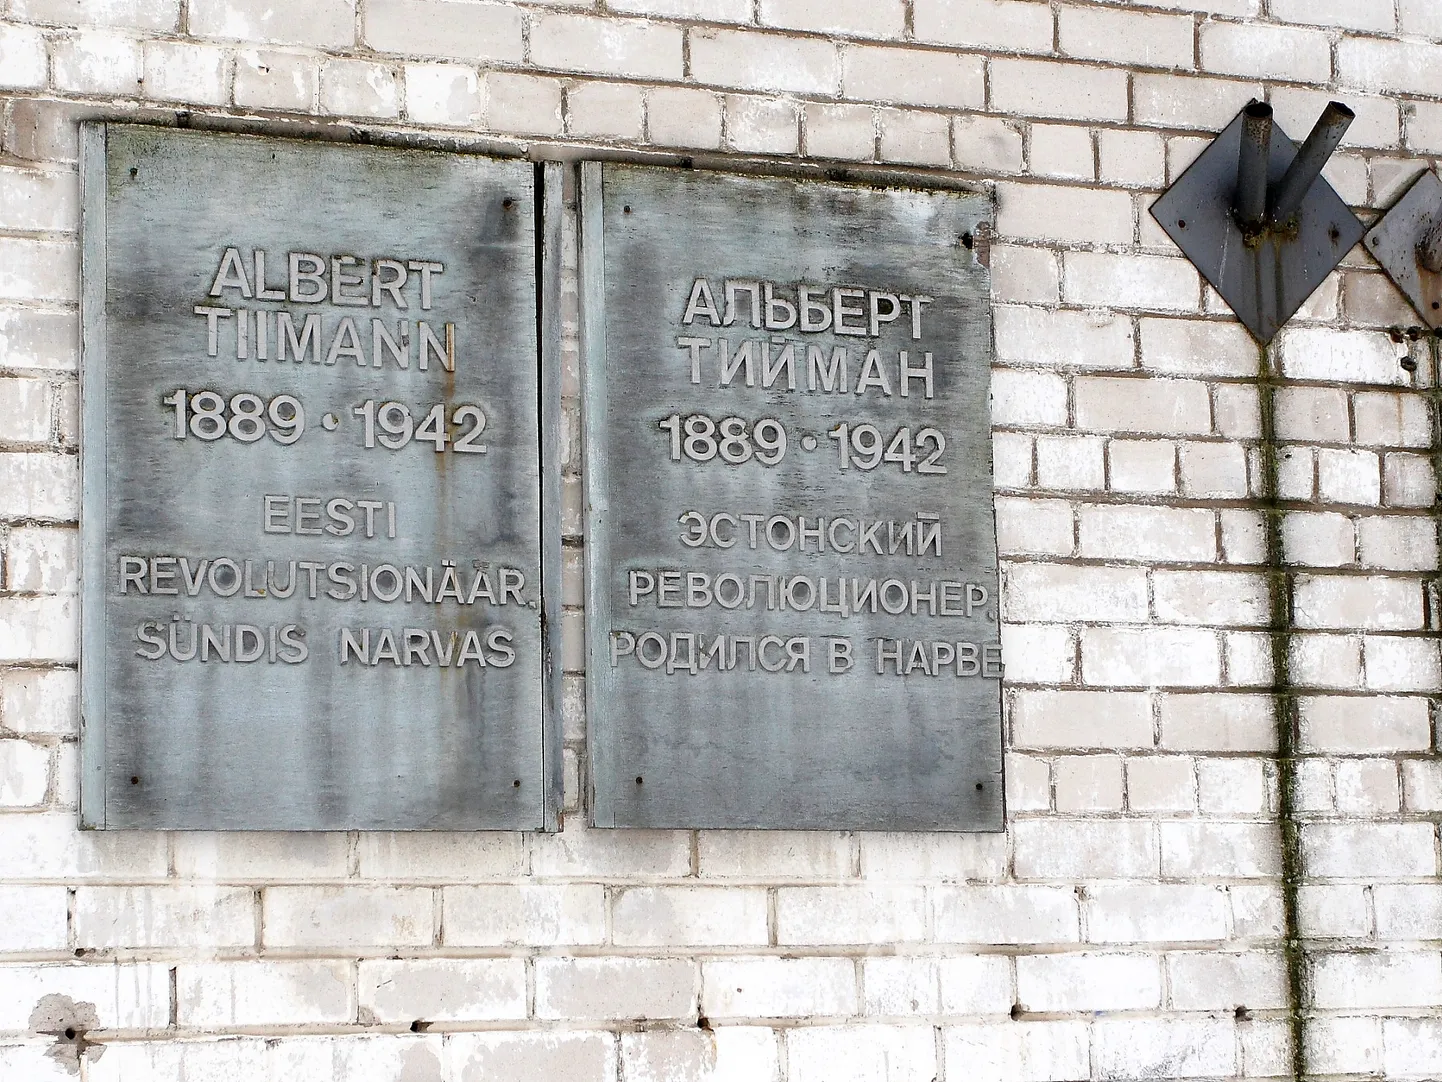 ALBERT
TIIMANN
1889 • 1942
EESTI
REVOLUTSIONÄÄR.
SÜNDIS NARVAS
АЛЬБЕРТ
ТИЙМАН
1889 • 1942
ЭСТОНСКИЙ
РЕВОЛЮЦИОНЕР.
РОДИЛСЯ В НАРВЕ